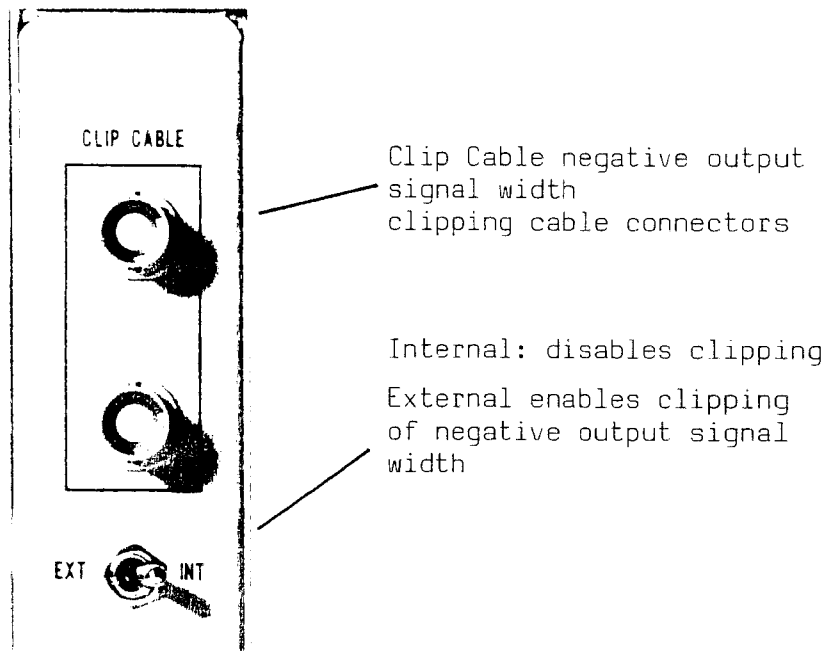 CLIP CABLE
Clip Cable negative output
signal width
clipping cable connectors
Internal: disables clipping
External enables clipping
of negative output signal
width
EXT INT